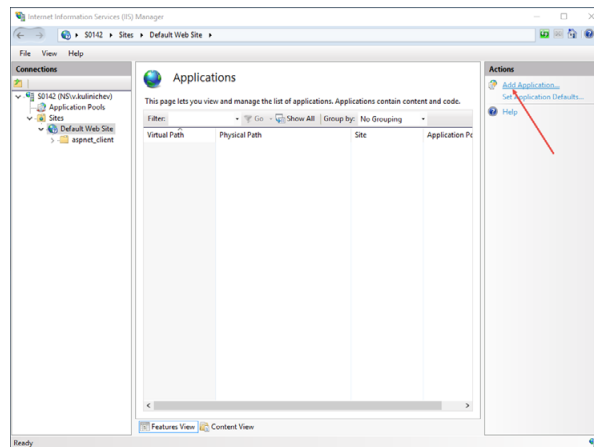 Internet Information Services (IIS) Manager
S0142 ▸ Sites ▸ Default Web Site ▸
File View Help
Connections
S0142 (NS\v.kulinichev)
Application Pools
Sites
Default Web Site
aspnet_client
Applications
This page lets you view and manage the list of applications. Applications contain content and code.
Filter: Go Show All Group by: No Grouping
Virtual Path Physical Path Site Application Po
Features View Content View
Actions
Add Application...
Set Application Defaults...
Help
Ready